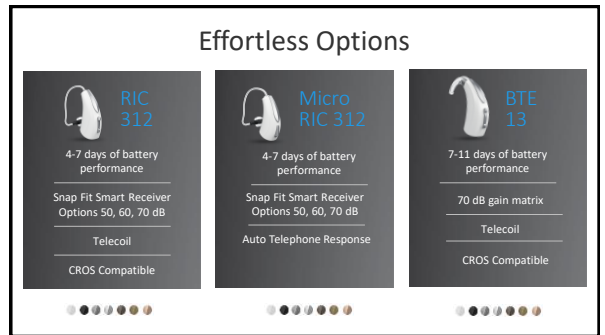 Effortless Options
RIC
312
4-7 days of battery
performance
Snap Fit Smart Receiver
Options 50, 60, 70 dB
Telecoil
CROS Compatible
Micro
RIC 312
4-7 days of battery
performance
Snap Fit Smart Receiver
Options 50, 60, 70 dB
Auto Telephone Response
BTE
13
7-11 days of battery
performance
70 dB gain matrix
Telecoil
CROS Compatible